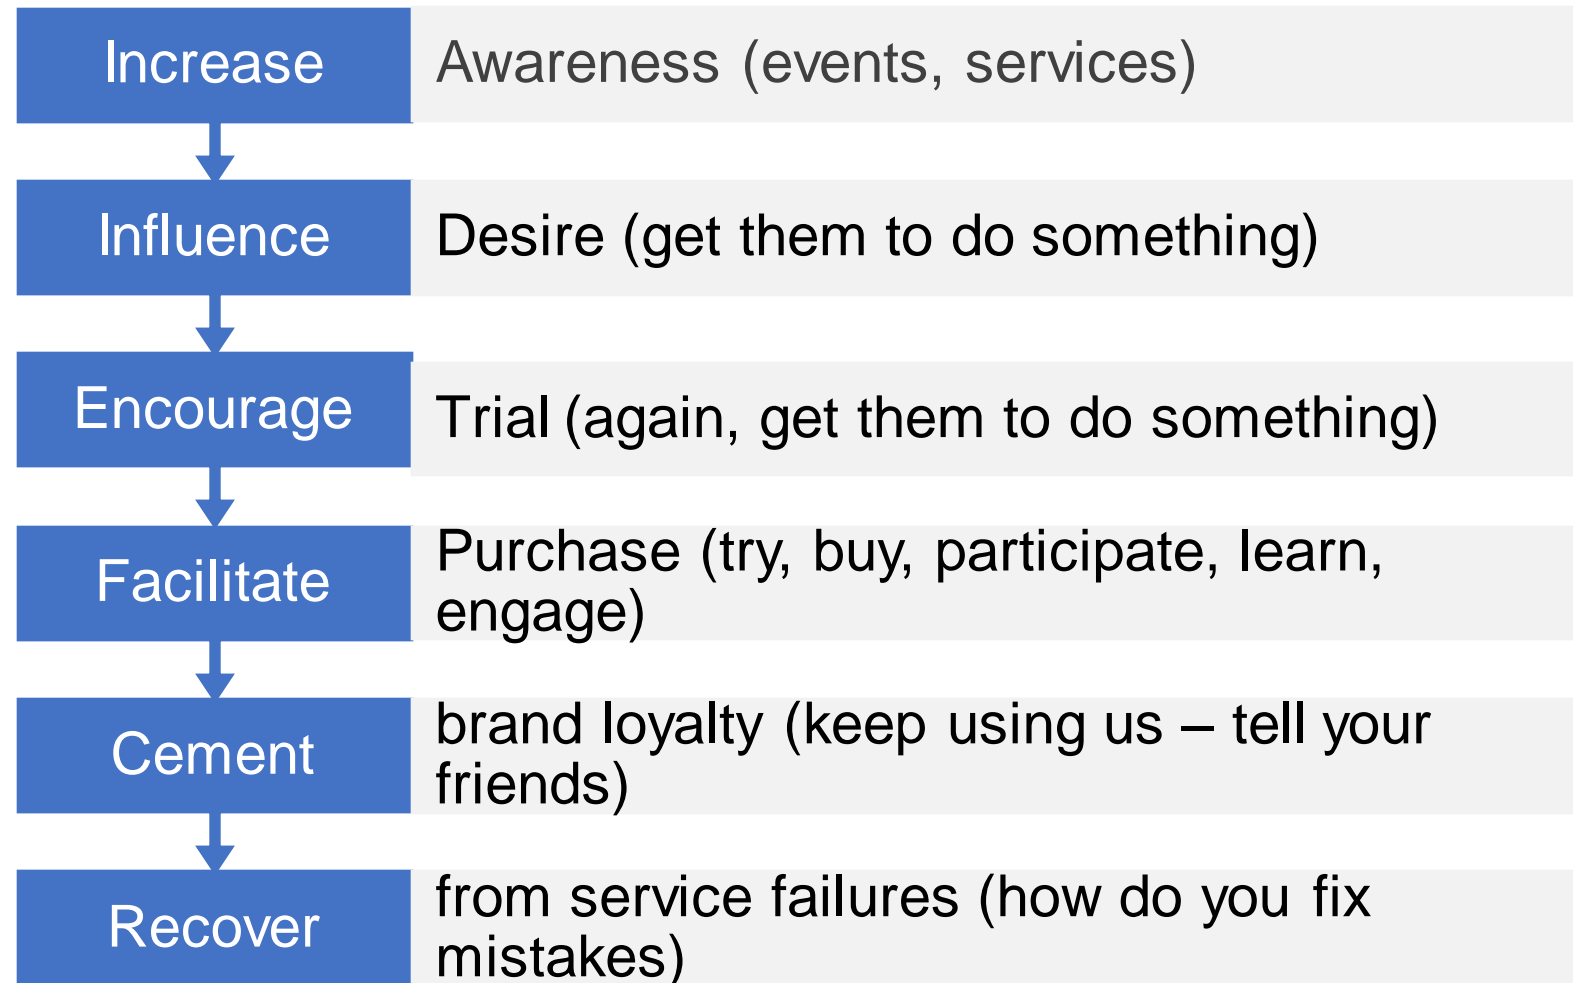 Increase
Awareness (events, services)
Influence
Desire (get them to do something)
Encourage
Trial (again, get them to do something)
Facilitate
Purchase (try, buy, participate, learn,
engage)
Cement
brand loyalty (keep using us – tell your
friends)
Recover
from service failures (how do you fix
mistakes)